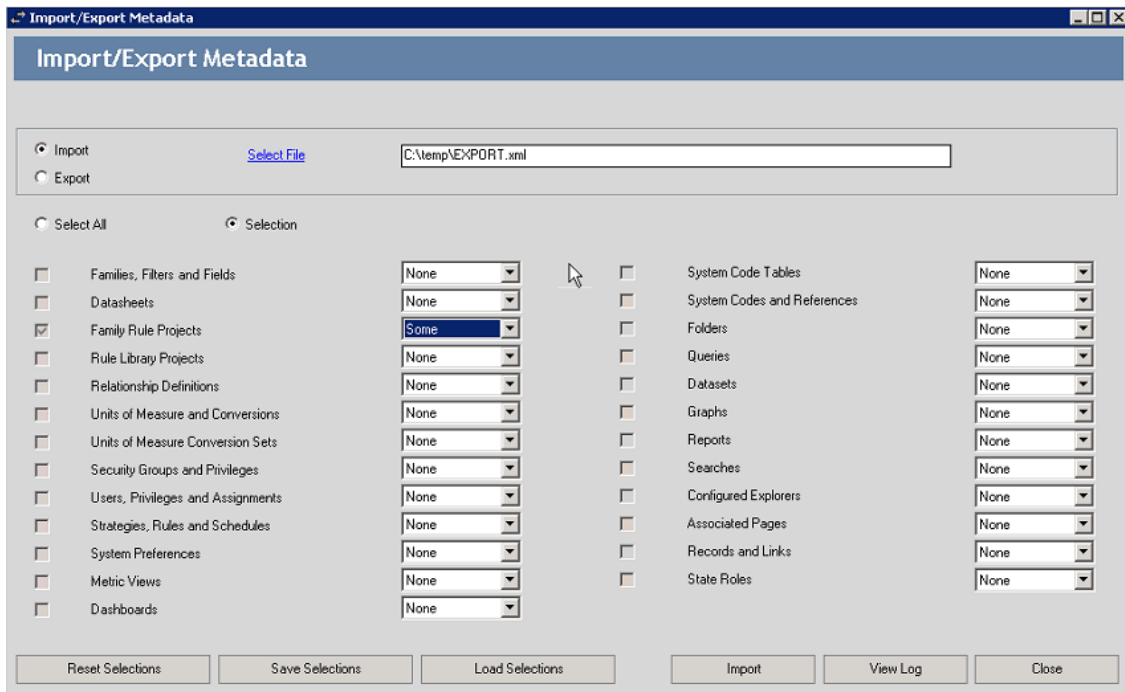 Import/Export Metadata
Import/Export Metadata
Import
Select File
C:\temp\EXPORT.xml
Export
Select All
Selection
Families, Filters and Fields None
Datasheets None
Family Rule Projects Some
Rule Library Projects None
Relationship Definitions None
Units of Measure and Conversions None
Units of Measure Conversion Sets None
Security Groups and Privileges None
Users, Privileges and Assignments None
Strategies, Rules and Schedules None
System Preferences None
Metric Views None
Dashboards None
System Code Tables None
System Codes and References None
Folders None
Queries None
Datasets None
Graphs None
Reports None
Searches None
Configured Explorers None
Associated Pages None
Records and Links None
State Roles None
Reset Selections
Save Selections
Load Selections
Import
View Log
Close